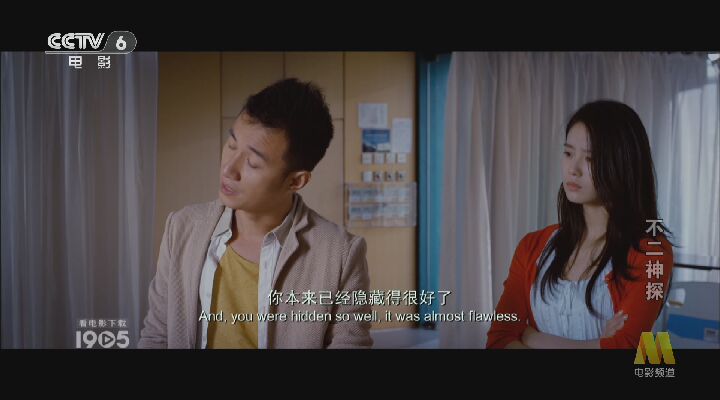 CCTV 6
电影
不二神探
你本来已经隐藏得很好了
And, you were hidden so well, it was almost flawless.
看电影下载
1905
电影频道